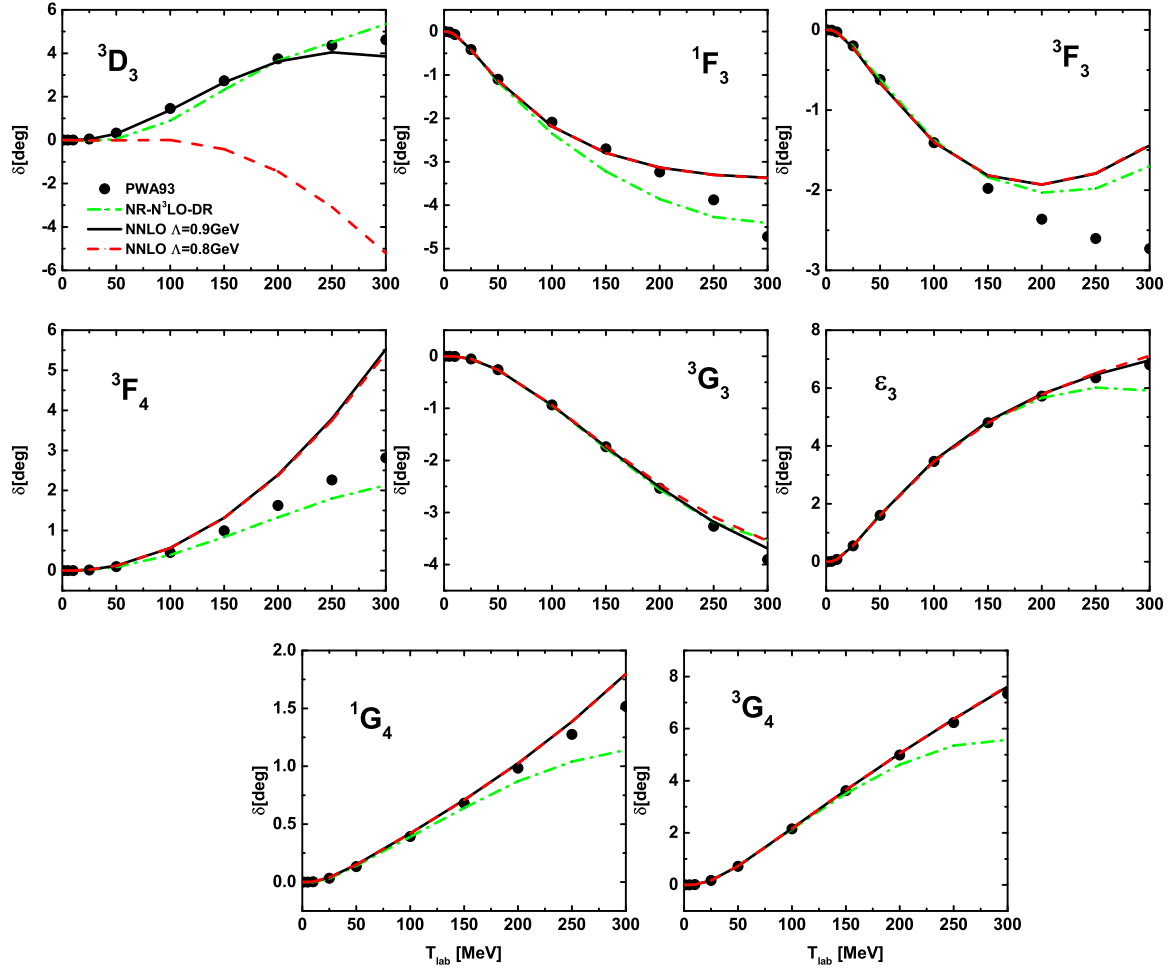 6
4
2
0
-2
-4
-6
δ[deg]
³D₃
PWA93
NR-N³LO-DR
NNLO Λ=0.9GeV
NNLO Λ=0.8GeV
0 50 100 150 200 250 300
0
-1
-2
-3
-4
-5
δ[deg]
¹F₃
0 50 100 150 200 250 300
0
-1
-2
-3
δ[deg]
³F₃
0 50 100 150 200 250 300
6
5
4
3
2
1
0
δ[deg]
³F₄
0 50 100 150 200 250 300
0
-1
-2
-3
-4
δ[deg]
³G₃
0 50 100 150 200 250 300
8
6
4
2
0
δ[deg]
ε₃
0 50 100 150 200 250 300
2.0
1.5
1.0
0.5
0.0
δ[deg]
¹G₄
0 50 100 150 200 250 300
T_lab [MeV]
8
6
4
2
0
δ[deg]
³G₄
0 50 100 150 200 250 300
T_lab [MeV]